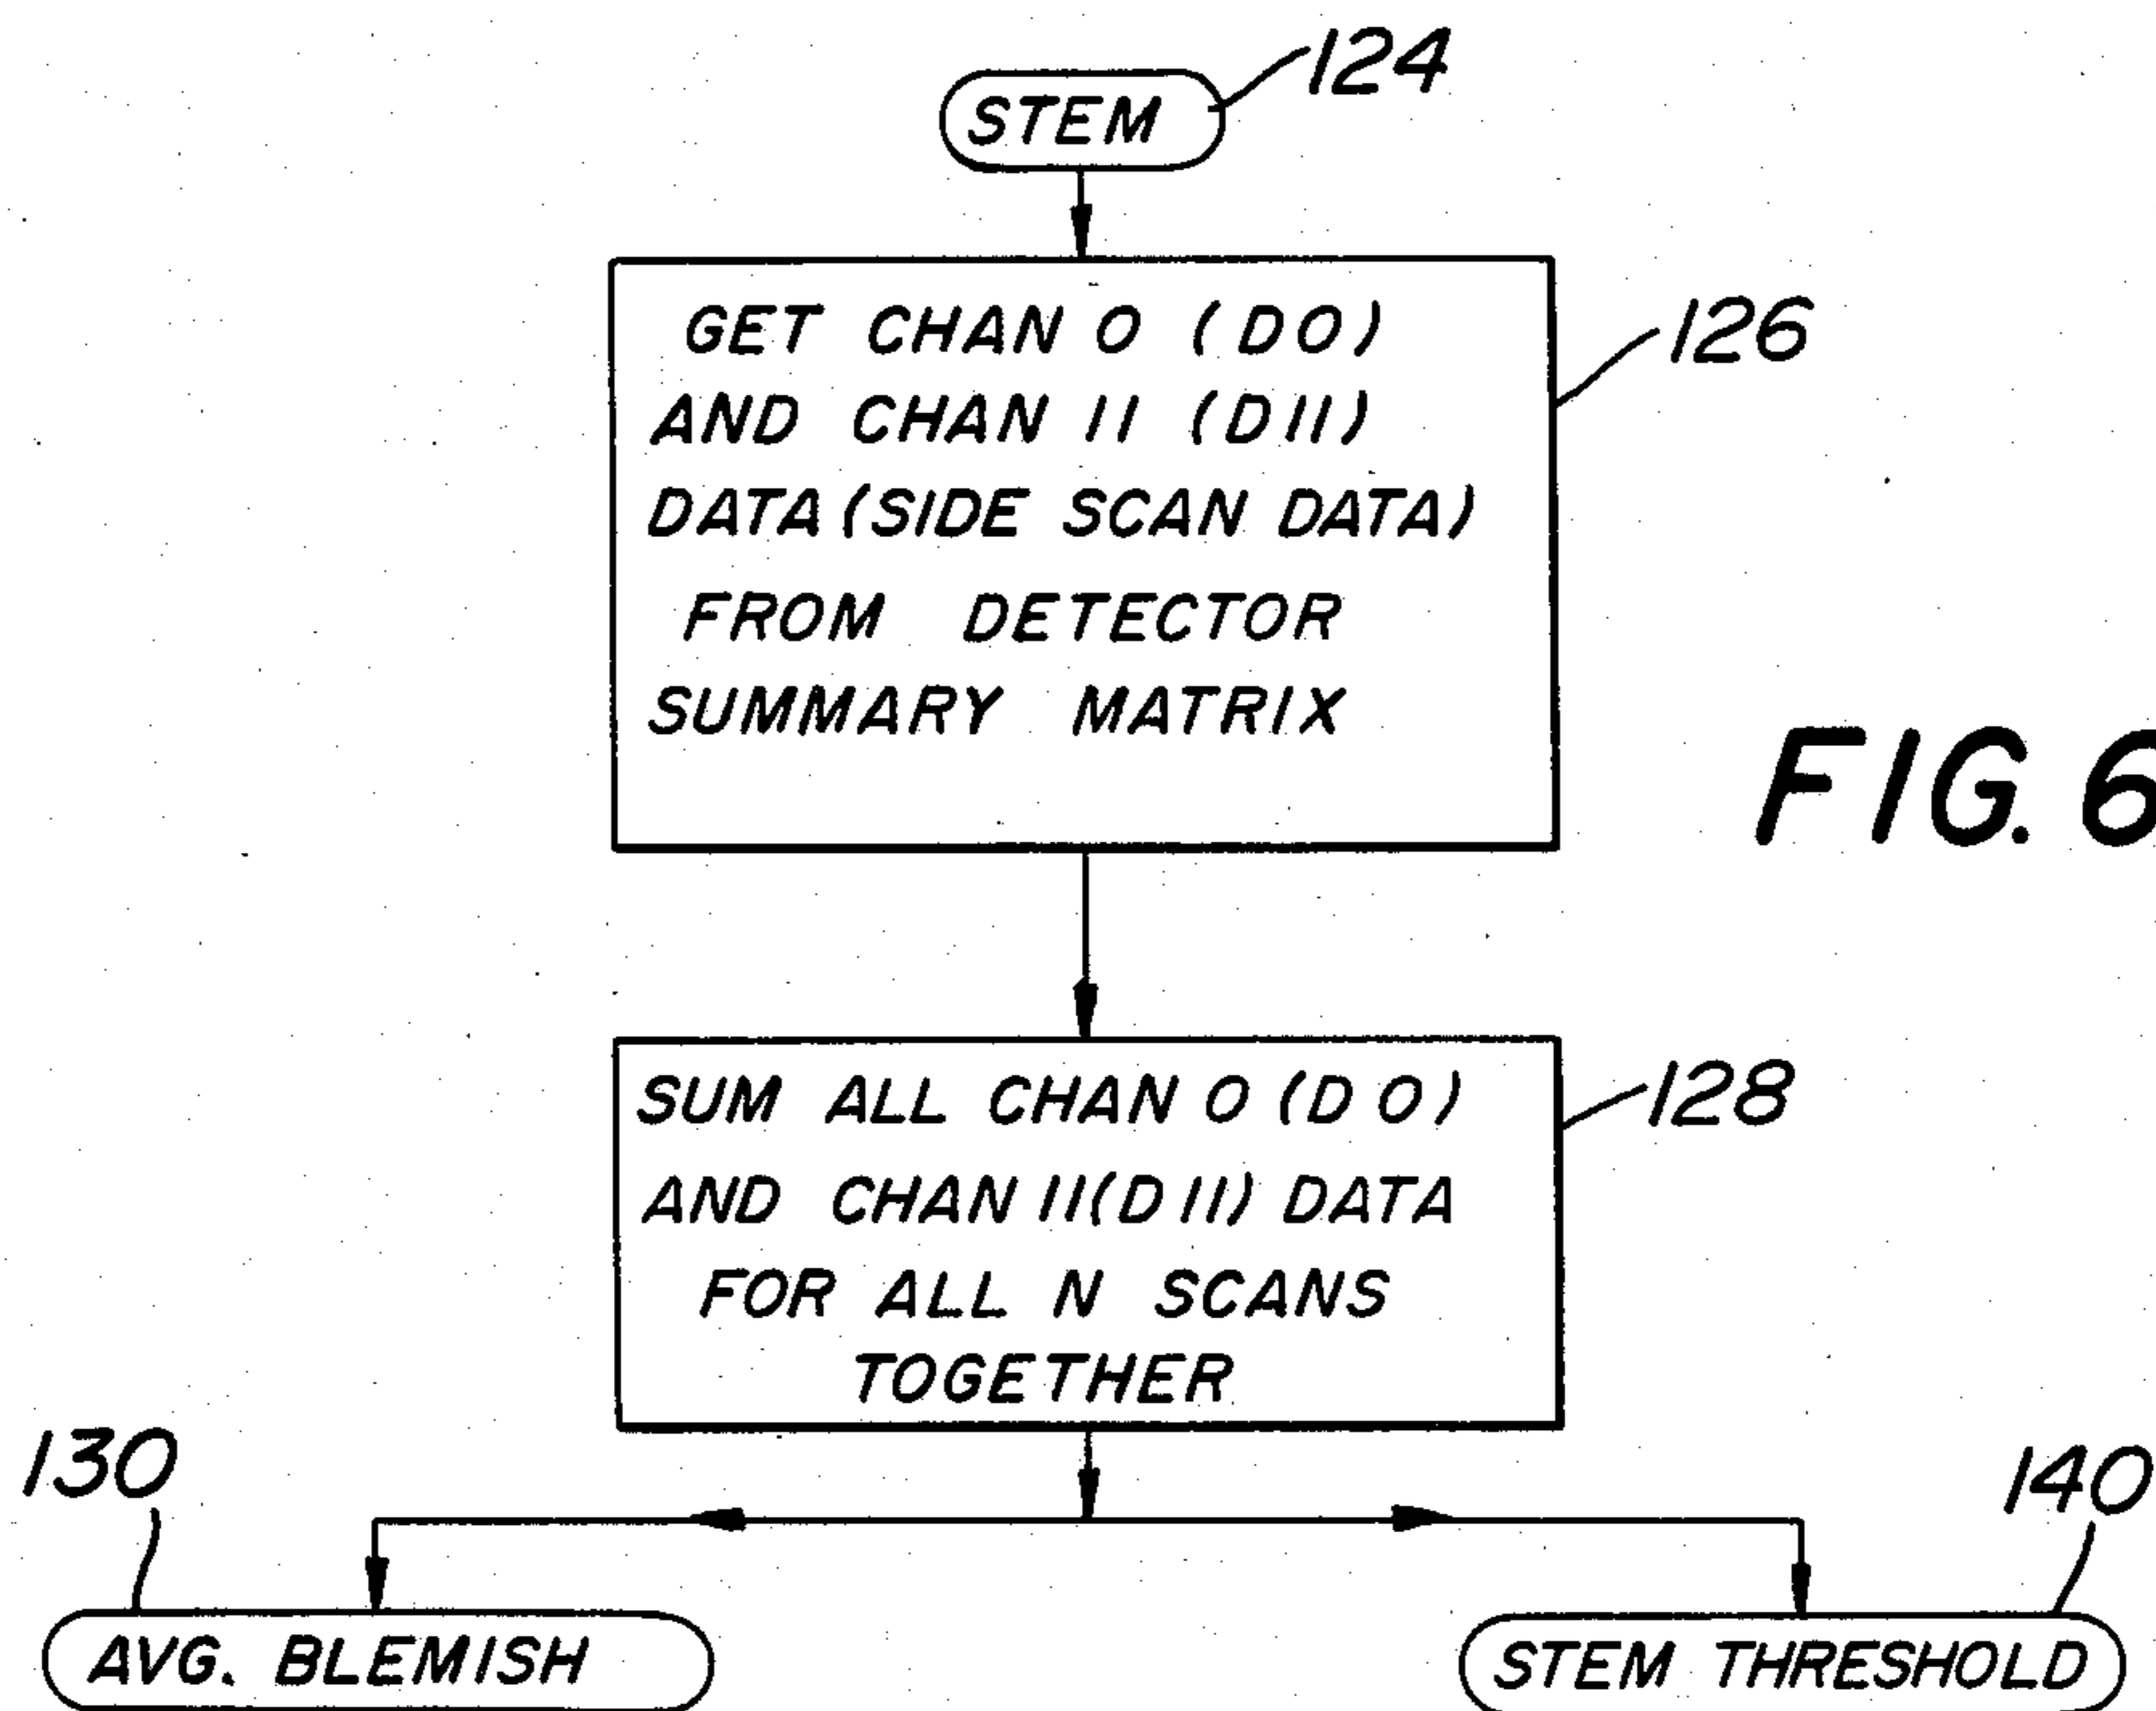 STEM
124
GET CHAN 0 (D0)
AND CHAN 11 (D11)
DATA (SIDE SCAN DATA)
FROM DETECTOR
SUMMARY MATRIX
126
FIG. 6
SUM ALL CHAN 0 (D0)
AND CHAN 11(D11) DATA
FOR ALL N SCANS
TOGETHER
128
130
140
AVG. BLEMISH
STEM THRESHOLD